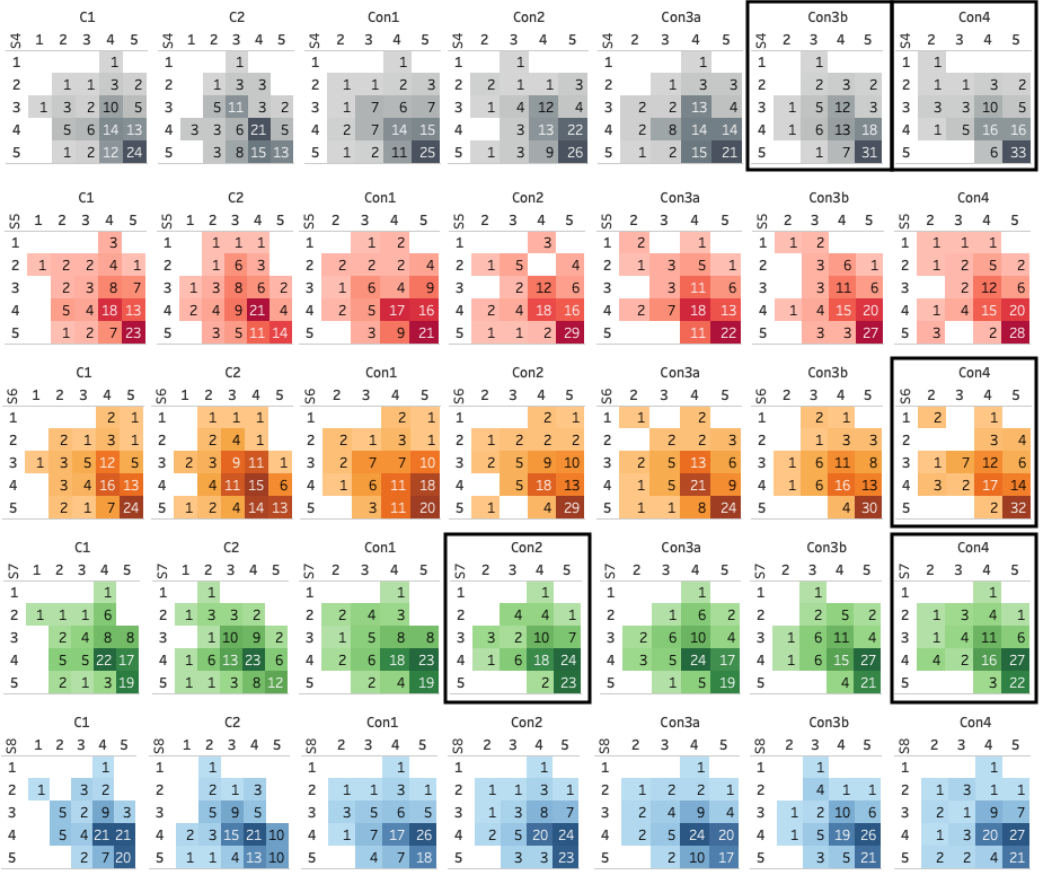 C1 C2 Con1 Con2 Con3a Con3b Con4
S4 1 2 3 4 5 S4 1 2 3 4 5 S4 2 3 4 5 S4 2 3 4 5 S4 2 3 4 5 S4 2 3 4 5 S4 2 3 4 5
1 1 1 1 1 1 1 1 1 1 1 1 1 1
2 1 1 3 2 2 2 3 3 2 1 1 2 3 2 2 1 1 3 2 1 1 3 3 2 2 3 2 2 1 1 3 2
3 1 3 2 10 5 3 5 11 3 2 3 1 7 6 7 3 1 4 12 4 3 2 2 13 4 3 1 5 12 3 3 3 3 10 5
4 5 6 14 13 4 3 3 6 21 5 4 2 7 14 15 4 3 13 22 4 2 8 14 14 4 1 6 13 18 4 1 5 16 16
5 1 2 12 24 5 3 8 15 13 5 1 2 11 25 5 1 3 9 26 5 2 2 15 21 5 1 7 31 5 6 33
C1 C2 Con1 Con2 Con3a Con3b Con4
S5 1 2 3 4 5 S5 1 2 3 4 5 S5 2 3 4 5 S5 2 3 4 5 S5 2 3 4 5 S5 2 3 4 5 S5 2 3 4 5
1 3 1 1 1 1 1 1 2 1 3 1 2 1 1 1 2 1 1 1 1
2 1 2 2 4 1 2 1 6 3 2 2 2 2 4 2 1 5 4 2 1 3 5 1 2 3 6 1 2 1 2 5 2
3 2 3 8 7 3 1 3 8 6 2 3 1 6 4 9 3 2 12 6 3 3 11 6 3 3 11 6 3 2 12 6
4 5 4 18 13 4 2 4 9 21 4 4 2 5 17 16 4 2 4 18 16 4 2 7 18 13 4 1 4 15 20 4 1 4 15 20
5 1 2 7 23 5 3 5 11 14 5 3 9 21 5 1 1 2 29 5 11 22 5 3 3 27 5 3 2 28
C1 C2 Con1 Con2 Con3a Con3b Con4
S6 1 2 3 4 5 S6 1 2 3 4 5 S6 2 3 4 5 S6 2 3 4 5 S6 2 3 4 5 S6 2 3 4 5 S6 2 3 4 5
1 2 1 1 1 1 1 1 2 1 1 2 1 1 1 2 1 2 1 1 2 1
2 2 1 3 1 2 2 4 1 2 2 1 3 1 2 1 2 2 2 2 2 2 3 2 1 3 3 2 3 4
3 1 3 5 12 5 3 2 3 9 11 1 3 2 7 7 10 3 2 5 9 10 3 2 5 13 6 3 1 6 11 8 3 1 7 12 6
4 3 4 16 13 4 4 11 15 6 4 1 6 11 18 4 5 18 13 4 1 5 21 9 4 1 6 16 13 4 3 2 17 14
5 2 1 7 24 5 1 2 4 14 13 5 3 11 20 5 1 4 29 5 1 1 8 24 5 4 30 5 2 32
C1 C2 Con1 Con2 Con3a Con3b Con4
S7 1 2 3 4 5 S7 1 2 3 4 5 S7 2 3 4 5 S7 2 3 4 5 S7 2 3 4 5 S7 2 3 4 5 S7 2 3 4 5
1 1 1 1 1 1 1 1 1 1 1 1 1 1
2 1 1 1 6 2 1 3 3 2 2 2 4 3 2 4 4 1 2 1 6 2 2 2 5 2 2 1 3 4 1
3 2 4 8 8 3 1 10 9 2 3 1 5 8 8 3 3 2 10 7 3 2 6 10 4 3 1 6 11 4 3 1 4 11 6
4 5 5 22 17 4 1 6 13 23 6 4 2 6 18 23 4 1 6 18 24 4 3 5 24 17 4 1 6 15 27 4 4 2 16 27
5 2 1 3 19 5 1 1 3 8 12 5 2 4 19 5 2 23 5 1 5 19 5 4 21 5 3 22
C1 C2 Con1 Con2 Con3a Con3b Con4
S8 1 2 3 4 5 S8 1 2 3 4 5 S8 2 3 4 5 S8 2 3 4 5 S8 2 3 4 5 S8 2 3 4 5 S8 2 3 4 5
1 1 1 1 1 1 1 1 1 1 1 1 1 1
2 1 3 2 2 2 1 3 2 1 1 3 1 2 1 1 3 1 2 1 2 2 1 2 4 1 1 2 1 3 1 1
3 5 2 9 3 3 5 9 5 3 3 5 6 5 3 1 3 8 7 3 2 4 9 4 3 1 2 10 6 3 2 1 9 7
4 5 4 21 21 4 2 3 15 21 10 4 1 7 17 26 4 2 5 20 24 4 2 5 24 20 4 1 5 19 26 4 1 3 20 27
5 2 7 20 5 1 1 4 13 10 5 4 7 18 5 3 3 23 5 2 10 17 5 3 5 21 5 2 2 4 21